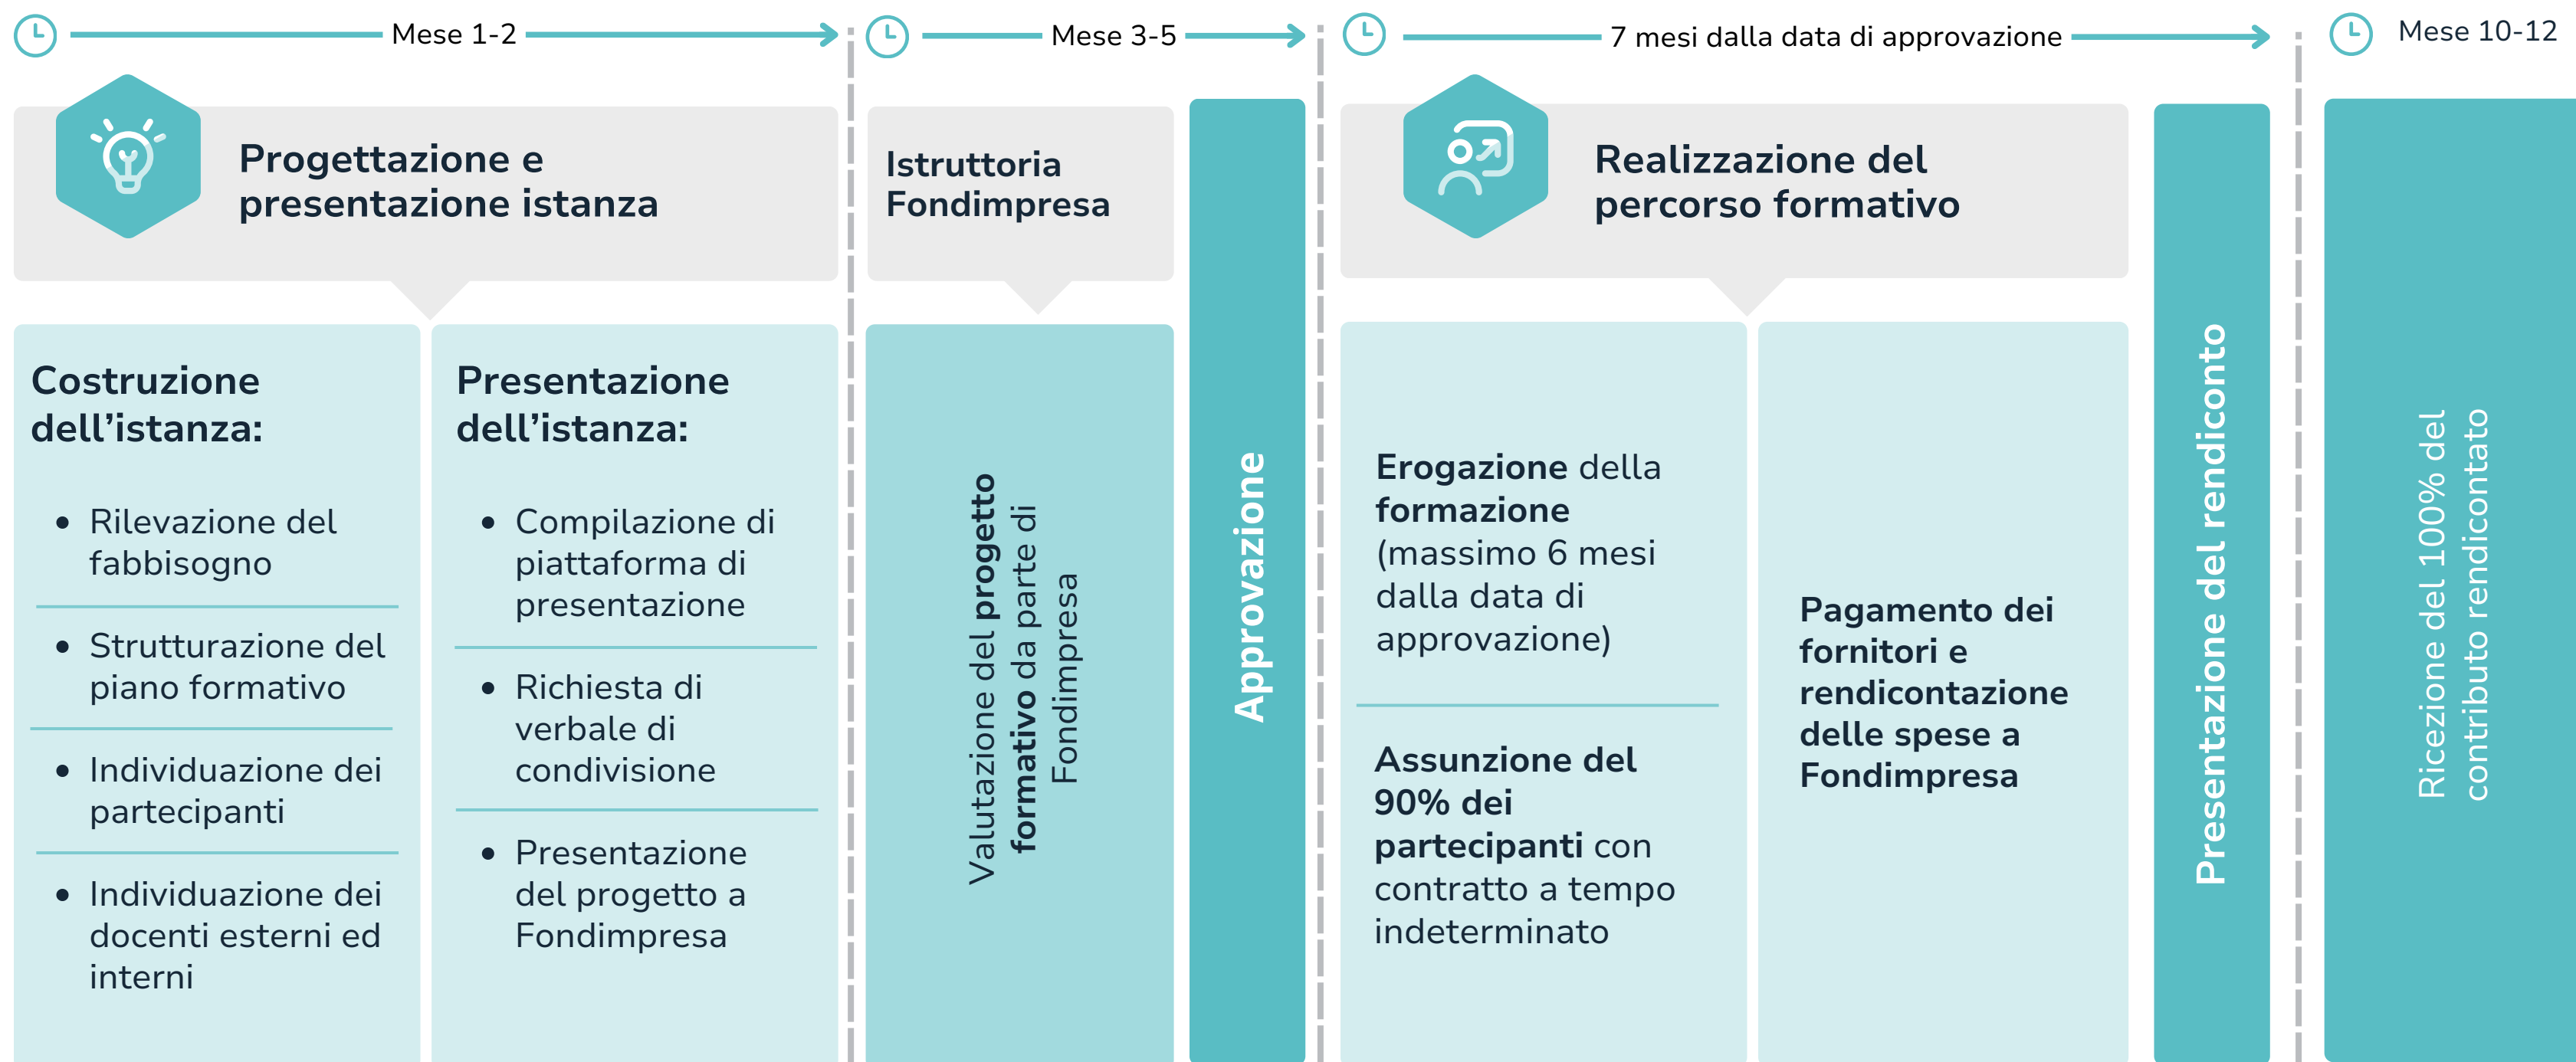 Mese 1-2
Mese 3-5
7 mesi dalla data di approvazione
Mese 10-12
Progettazione e
presentazione istanza
Istruttoria
Fondimpresa
Realizzazione del
percorso formativo
Costruzione
dell’istanza:
• Rilevazione del
fabbisogno
• Strutturazione del
piano formativo
• Individuazione dei
partecipanti
• Individuazione dei
docenti esterni ed
interni
Presentazione
dell’istanza:
• Compilazione di
piattaforma di
presentazione
• Richiesta di
verbale di
condivisione
• Presentazione
del progetto a
Fondimpresa
Valutazione del progetto
formativo da parte di
Fondimpresa
Approvazione
Erogazione della
formazione
(massimo 6 mesi
dalla data di
approvazione)
Assunzione del
90% dei
partecipanti con
contratto a tempo
indeterminato
Pagamento dei
fornitori e
rendicontazione
delle spese a
Fondimpresa
Presentazione del rendiconto
Ricezione del 100% del
contributo rendicontato